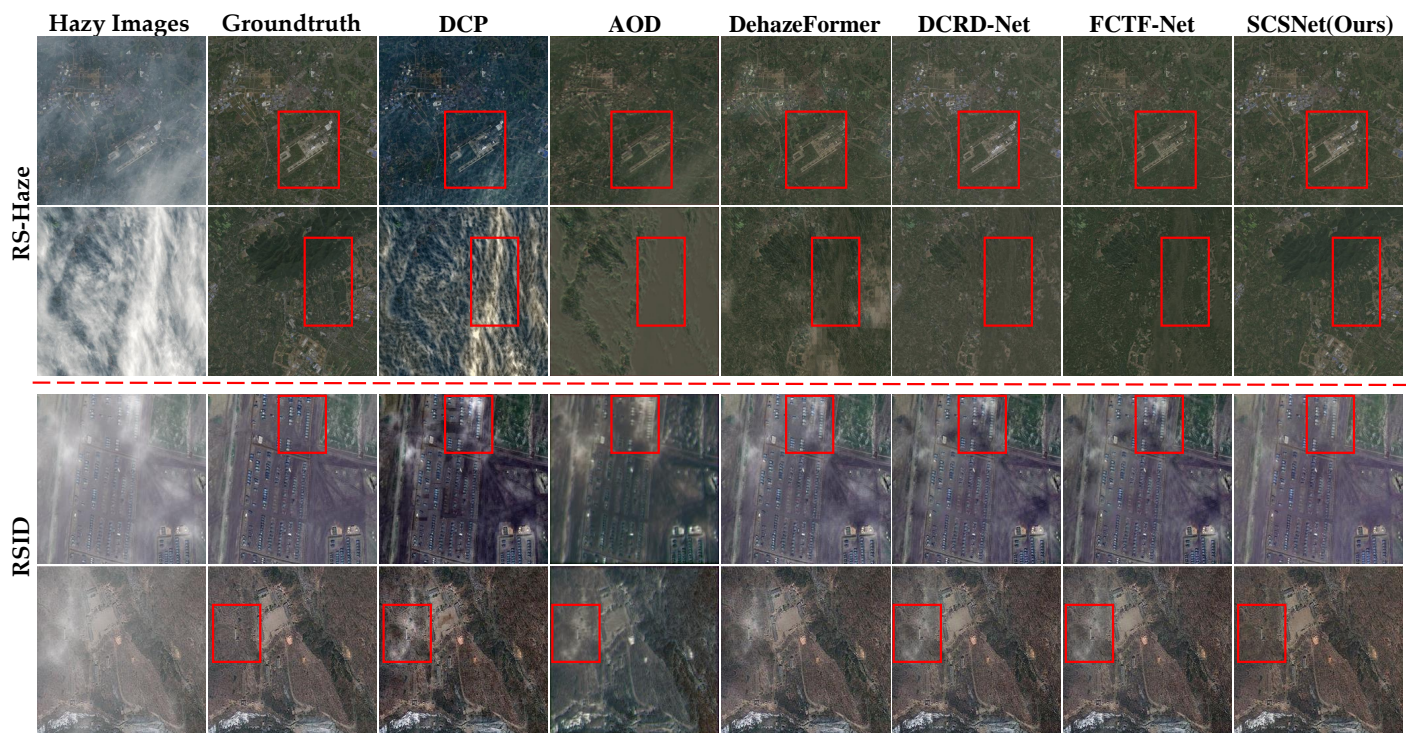 Hazy Images Groundtruth DCP AOD DehazeFormer DCRD-Net FCTF-Net SCSNet(Ours)
RS-Haze
RSID